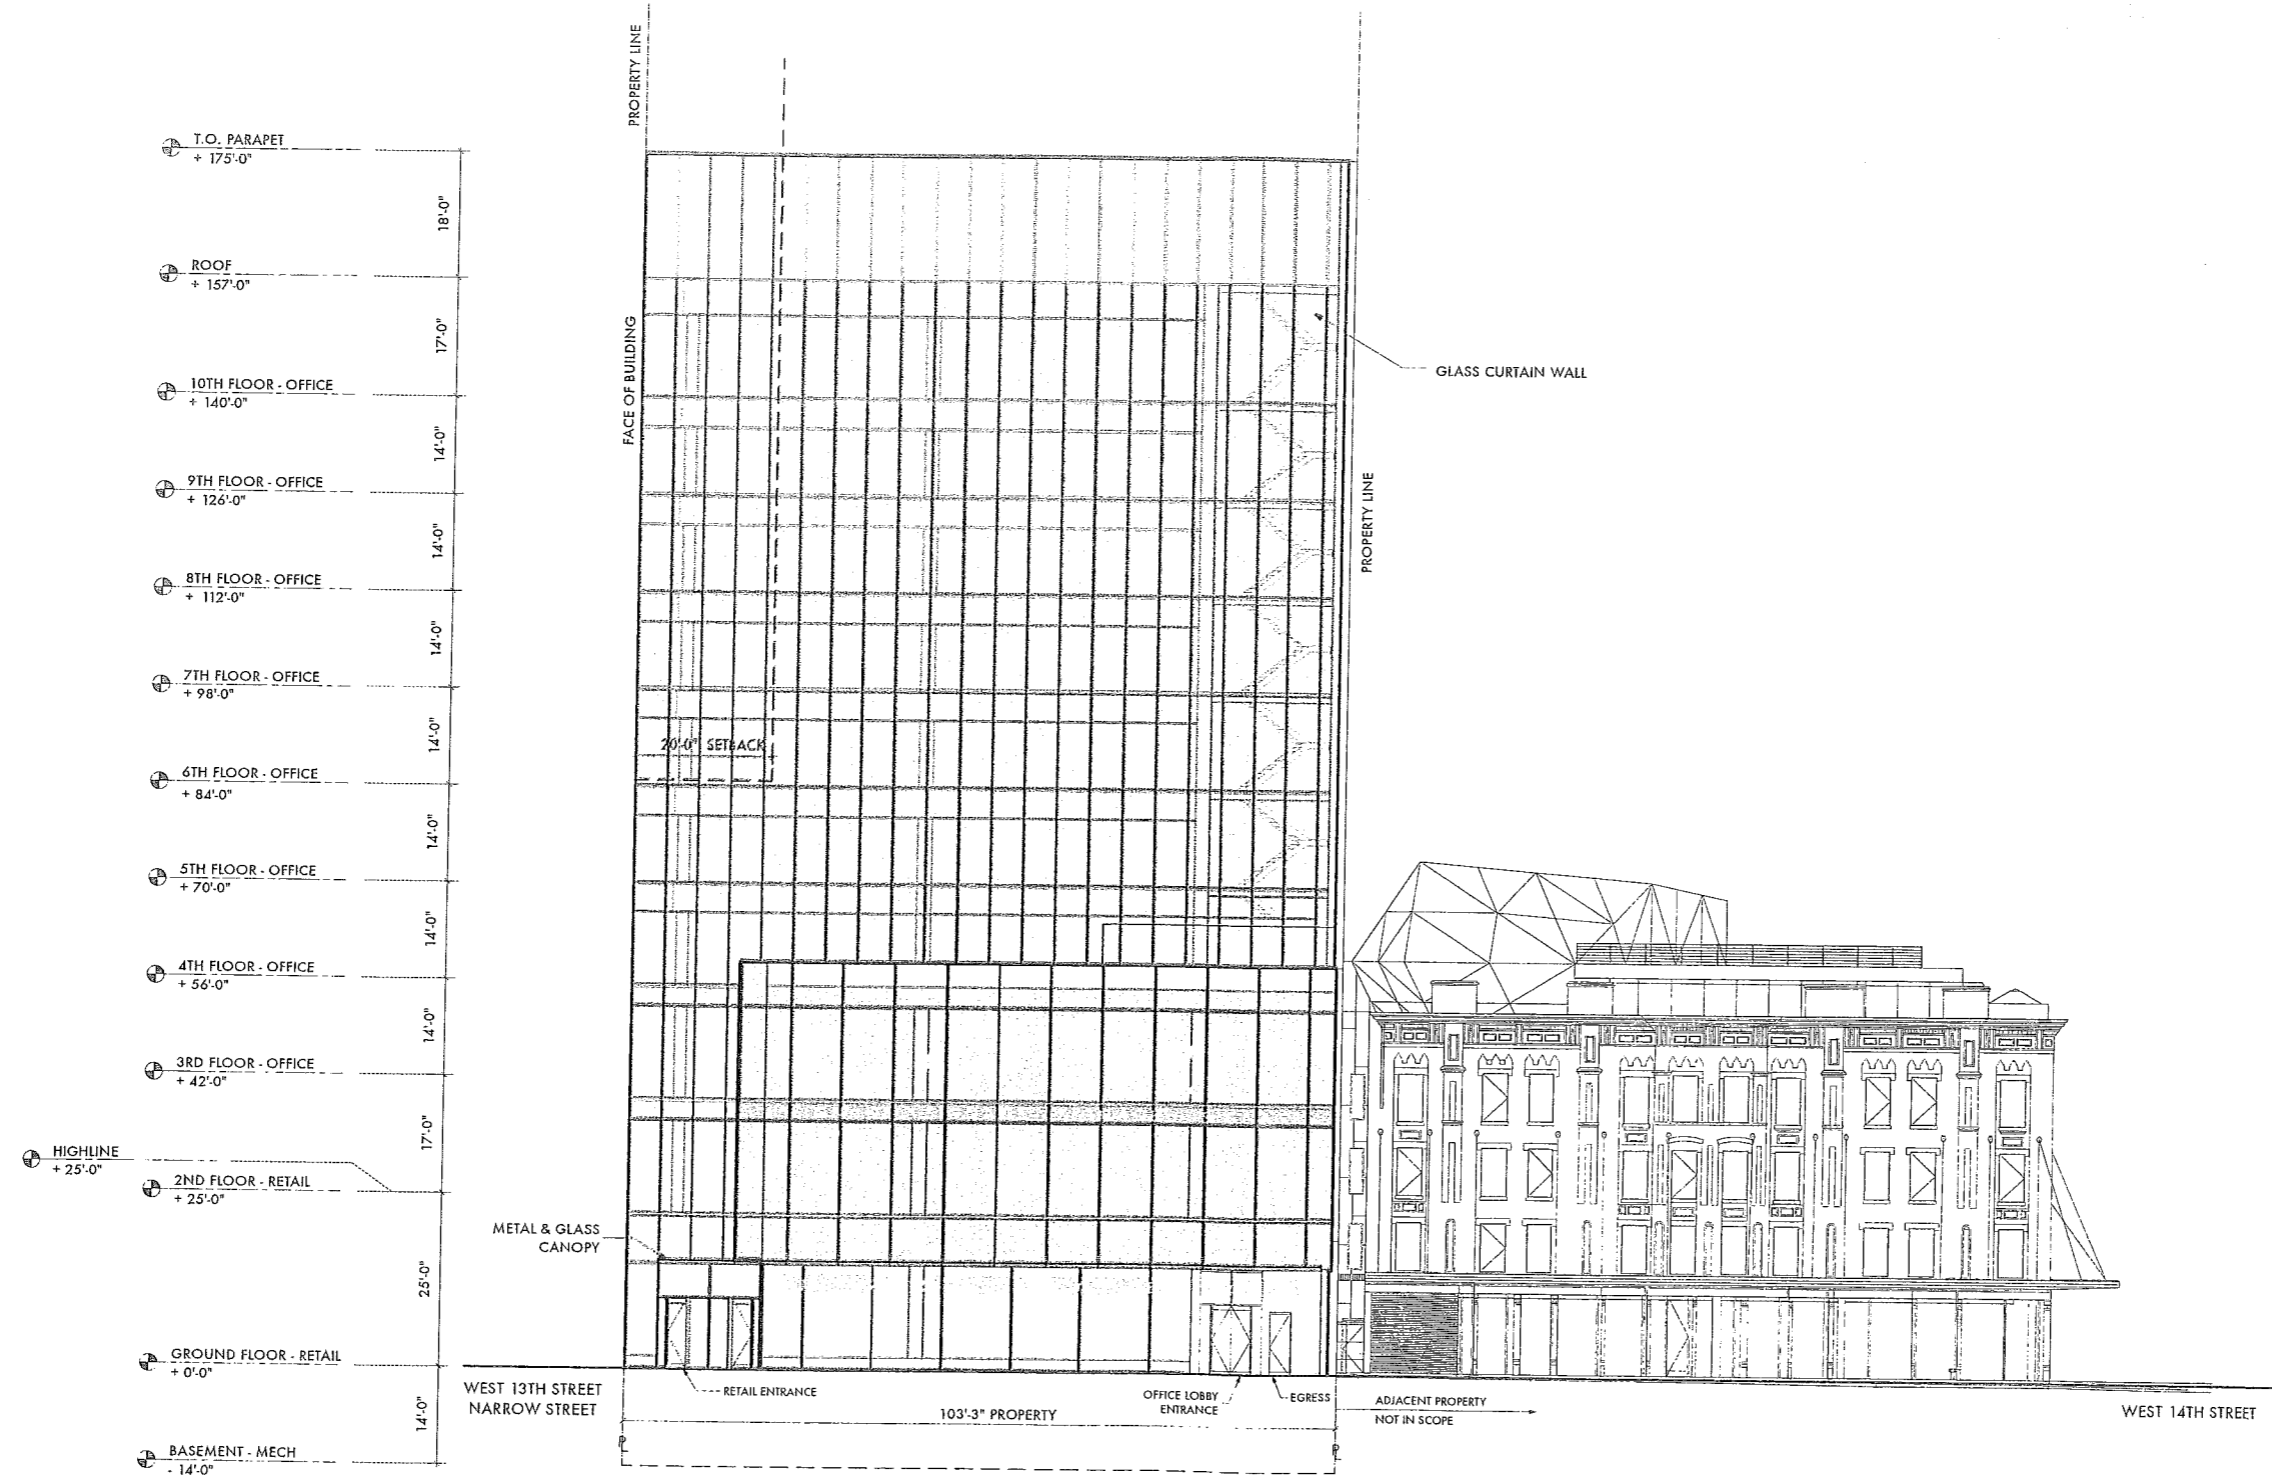 PROPERTY LINE
T.O. PARAPET
+ 175'-0"
18'-0"
ROOF
+ 157'-0"
17'-0"
FACE OF BUILDING
GLASS CURTAIN WALL
10TH FLOOR - OFFICE
+ 140'-0"
14'-0"
9TH FLOOR - OFFICE
+ 126'-0"
14'-0"
PROPERTY LINE
8TH FLOOR - OFFICE
+ 112'-0"
14'-0"
7TH FLOOR - OFFICE
+ 98'-0"
14'-0"
20'-0" SETBACK
6TH FLOOR - OFFICE
+ 84'-0"
14'-0"
5TH FLOOR - OFFICE
+ 70'-0"
14'-0"
4TH FLOOR - OFFICE
+ 56'-0"
14'-0"
3RD FLOOR - OFFICE
+ 42'-0"
17'-0"
HIGHLINE
+ 25'-0"
2ND FLOOR - RETAIL
+ 25'-0"
METAL & GLASS
CANOPY
25'-0"
GROUND FLOOR - RETAIL
+ 0'-0"
WEST 13TH STREET
NARROW STREET
RETAIL ENTRANCE
OFFICE LOBBY
ENTRANCE
EGRESS
ADJACENT PROPERTY
NOT IN SCOPE
WEST 14TH STREET
103'-3" PROPERTY
14'-0"
PL
PL
BASEMENT - MECH
- 14'-0"